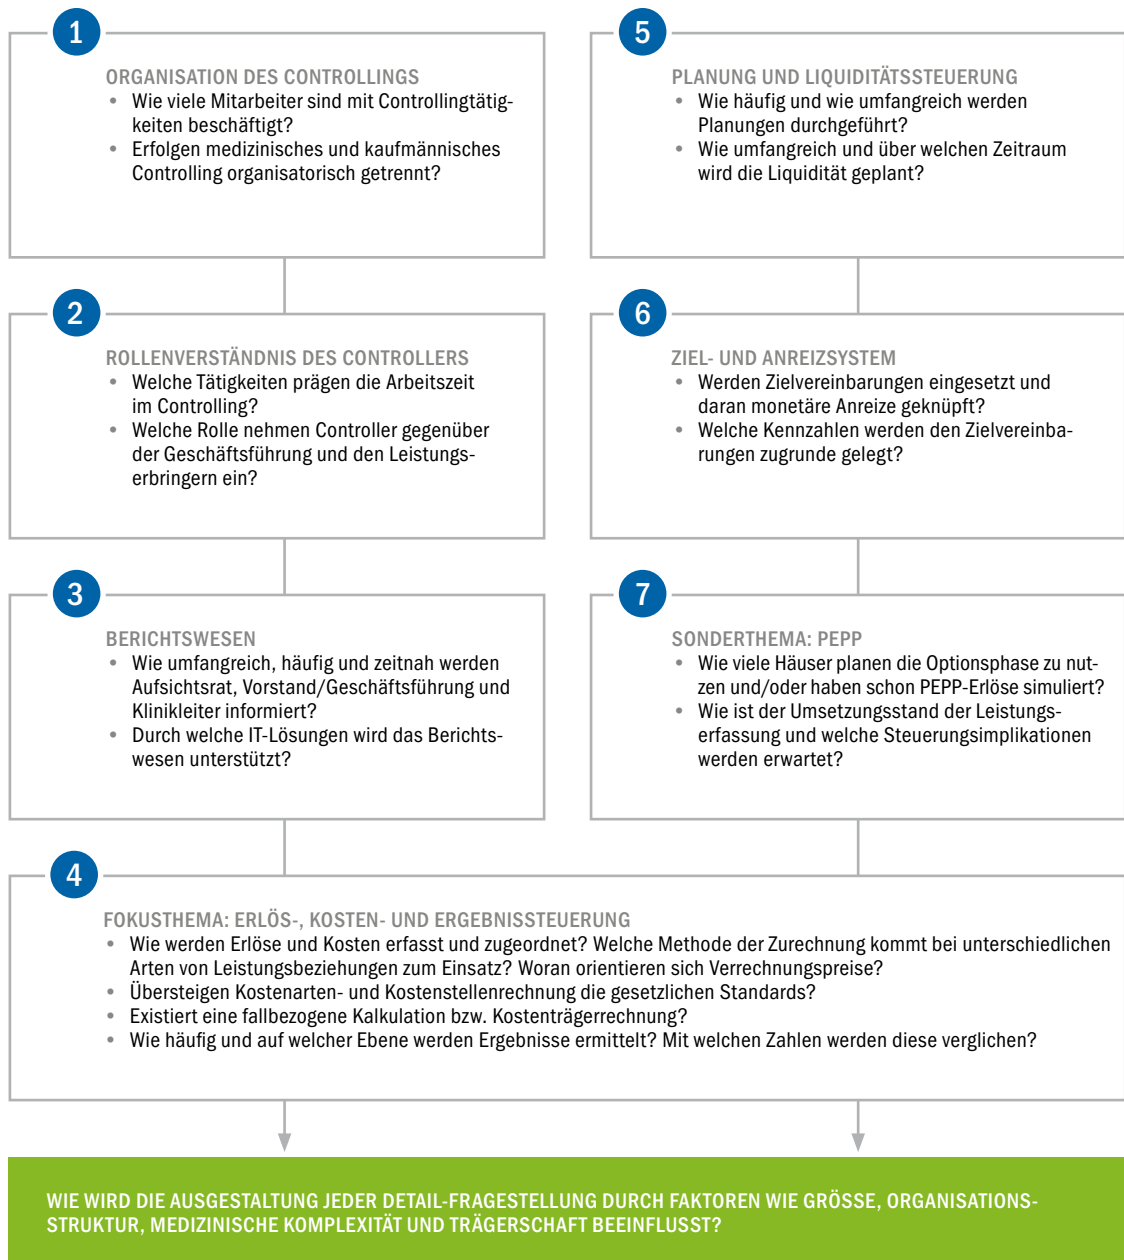 1
ORGANISATION DES CONTROLLINGS
• Wie viele Mitarbeiter sind mit Controllingtätig-
keiten beschäftigt?
• Erfolgen medizinisches und kaufmännisches
Controlling organisatorisch getrennt?
2
ROLLENVERSTÄNDNIS DES CONTROLLERS
• Welche Tätigkeiten prägen die Arbeitszeit
im Controlling?
• Welche Rolle nehmen Controller gegenüber
der Geschäftsführung und den Leistungs-
erbringern ein?
3
BERICHTSWESEN
• Wie umfangreich, häufig und zeitnah werden
Aufsichtsrat, Vorstand/Geschäftsführung und
Klinikleiter informiert?
• Durch welche IT-Lösungen wird das Berichts-
wesen unterstützt?
5
PLANUNG UND LIQUIDITÄTSSTEUERUNG
• Wie häufig und wie umfangreich werden
Planungen durchgeführt?
• Wie umfangreich und über welchen Zeitraum
wird die Liquidität geplant?
6
ZIEL- UND ANREIZSYSTEM
• Werden Zielvereinbarungen eingesetzt und
daran monetäre Anreize geknüpft?
• Welche Kennzahlen werden den Zielvereinba-
rungen zugrunde gelegt?
7
SONDERTHEMA: PEPP
• Wie viele Häuser planen die Optionsphase zu nut-
zen und/oder haben schon PEPP-Erlöse simuliert?
• Wie ist der Umsetzungsstand der Leistungs-
erfassung und welche Steuerungsimplikationen
werden erwartet?
4
FOKUSTHEMA: ERLÖS-, KOSTEN- UND ERGEBNISSTEUERUNG
• Wie werden Erlöse und Kosten erfasst und zugeordnet? Welche Methode der Zurechnung kommt bei unterschiedlichen
Arten von Leistungsbeziehungen zum Einsatz? Woran orientieren sich Verrechnungspreise?
• Übersteigen Kostenarten- und Kostenstellenrechnung die gesetzlichen Standards?
• Existiert eine fallbezogene Kalkulation bzw. Kostenträgerrechnung?
• Wie häufig und auf welcher Ebene werden Ergebnisse ermittelt? Mit welchen Zahlen werden diese verglichen?
WIE WIRD DIE AUSGESTALTUNG JEDER DETAIL-FRAGESTELLUNG DURCH FAKTOREN WIE GRÖSSE, ORGANISATIONS-
STRUKTUR, MEDIZINISCHE KOMPLEXITÄT UND TRÄGERSCHAFT BEEINFLUSST?